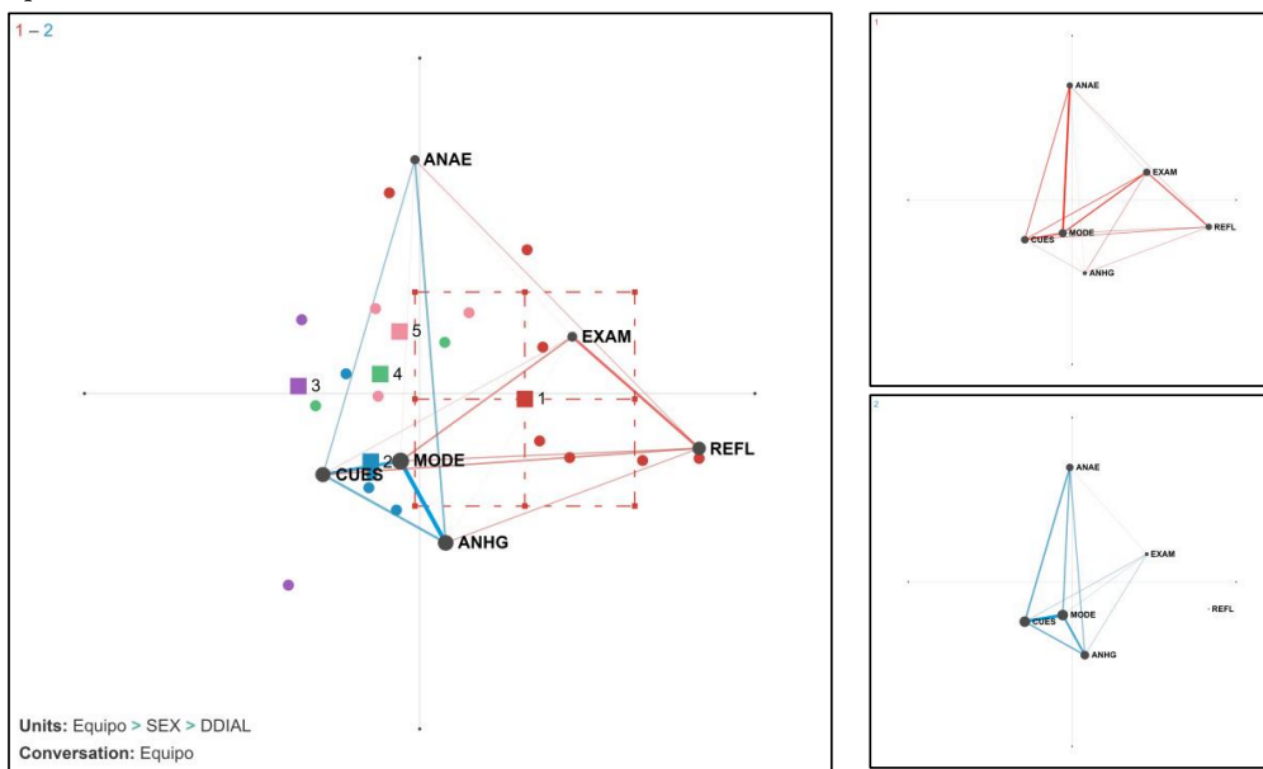 1 – 2
ANAE
EXAM
5
4
3
1
REFL
2
MODE
CUES
ANHG
Units: Equipo > SEX > DDIAL
Conversation: Equipo
1
ANAE
EXAM
REFL
MODE
CUES
ANHG
2
ANAE
EXAM
REFL
MODE
CUES
ANHG